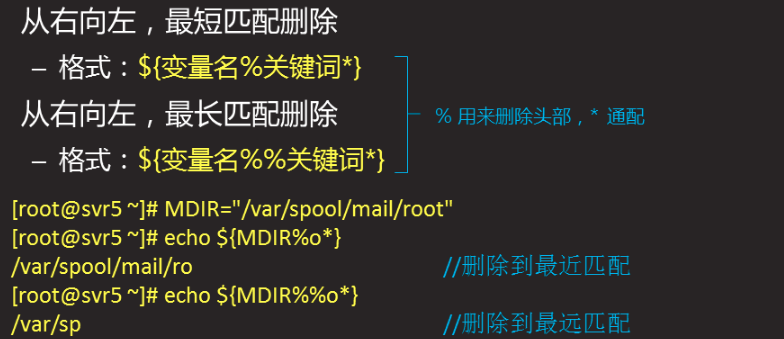 从右向左，最短匹配删除
– 格式：${变量名%关键词*}
从右向左，最长匹配删除
% 用来删除头部，* 通配
– 格式：${变量名%%关键词*}
[root@svr5 ~]# MDIR="/var/spool/mail/root"
[root@svr5 ~]# echo ${MDIR%o*}
/var/spool/mail/ro //删除到最近匹配
[root@svr5 ~]# echo ${MDIR%%o*}
/var/sp //删除到最远匹配